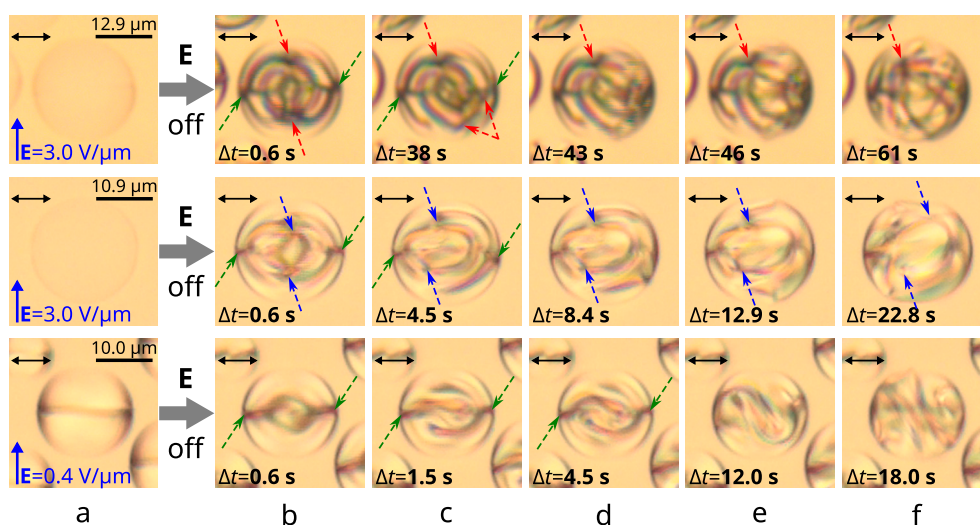 12.9 μm
E
off
E=3.0 V/μm
Δt=0.6 s
Δt=38 s
Δt=43 s
Δt=46 s
Δt=61 s
10.9 μm
E
off
E=3.0 V/μm
Δt=0.6 s
Δt=4.5 s
Δt=8.4 s
Δt=12.9 s
Δt=22.8 s
10.0 μm
E
off
E=0.4 V/μm
Δt=0.6 s
Δt=1.5 s
Δt=4.5 s
Δt=12.0 s
Δt=18.0 s
a b c d e f